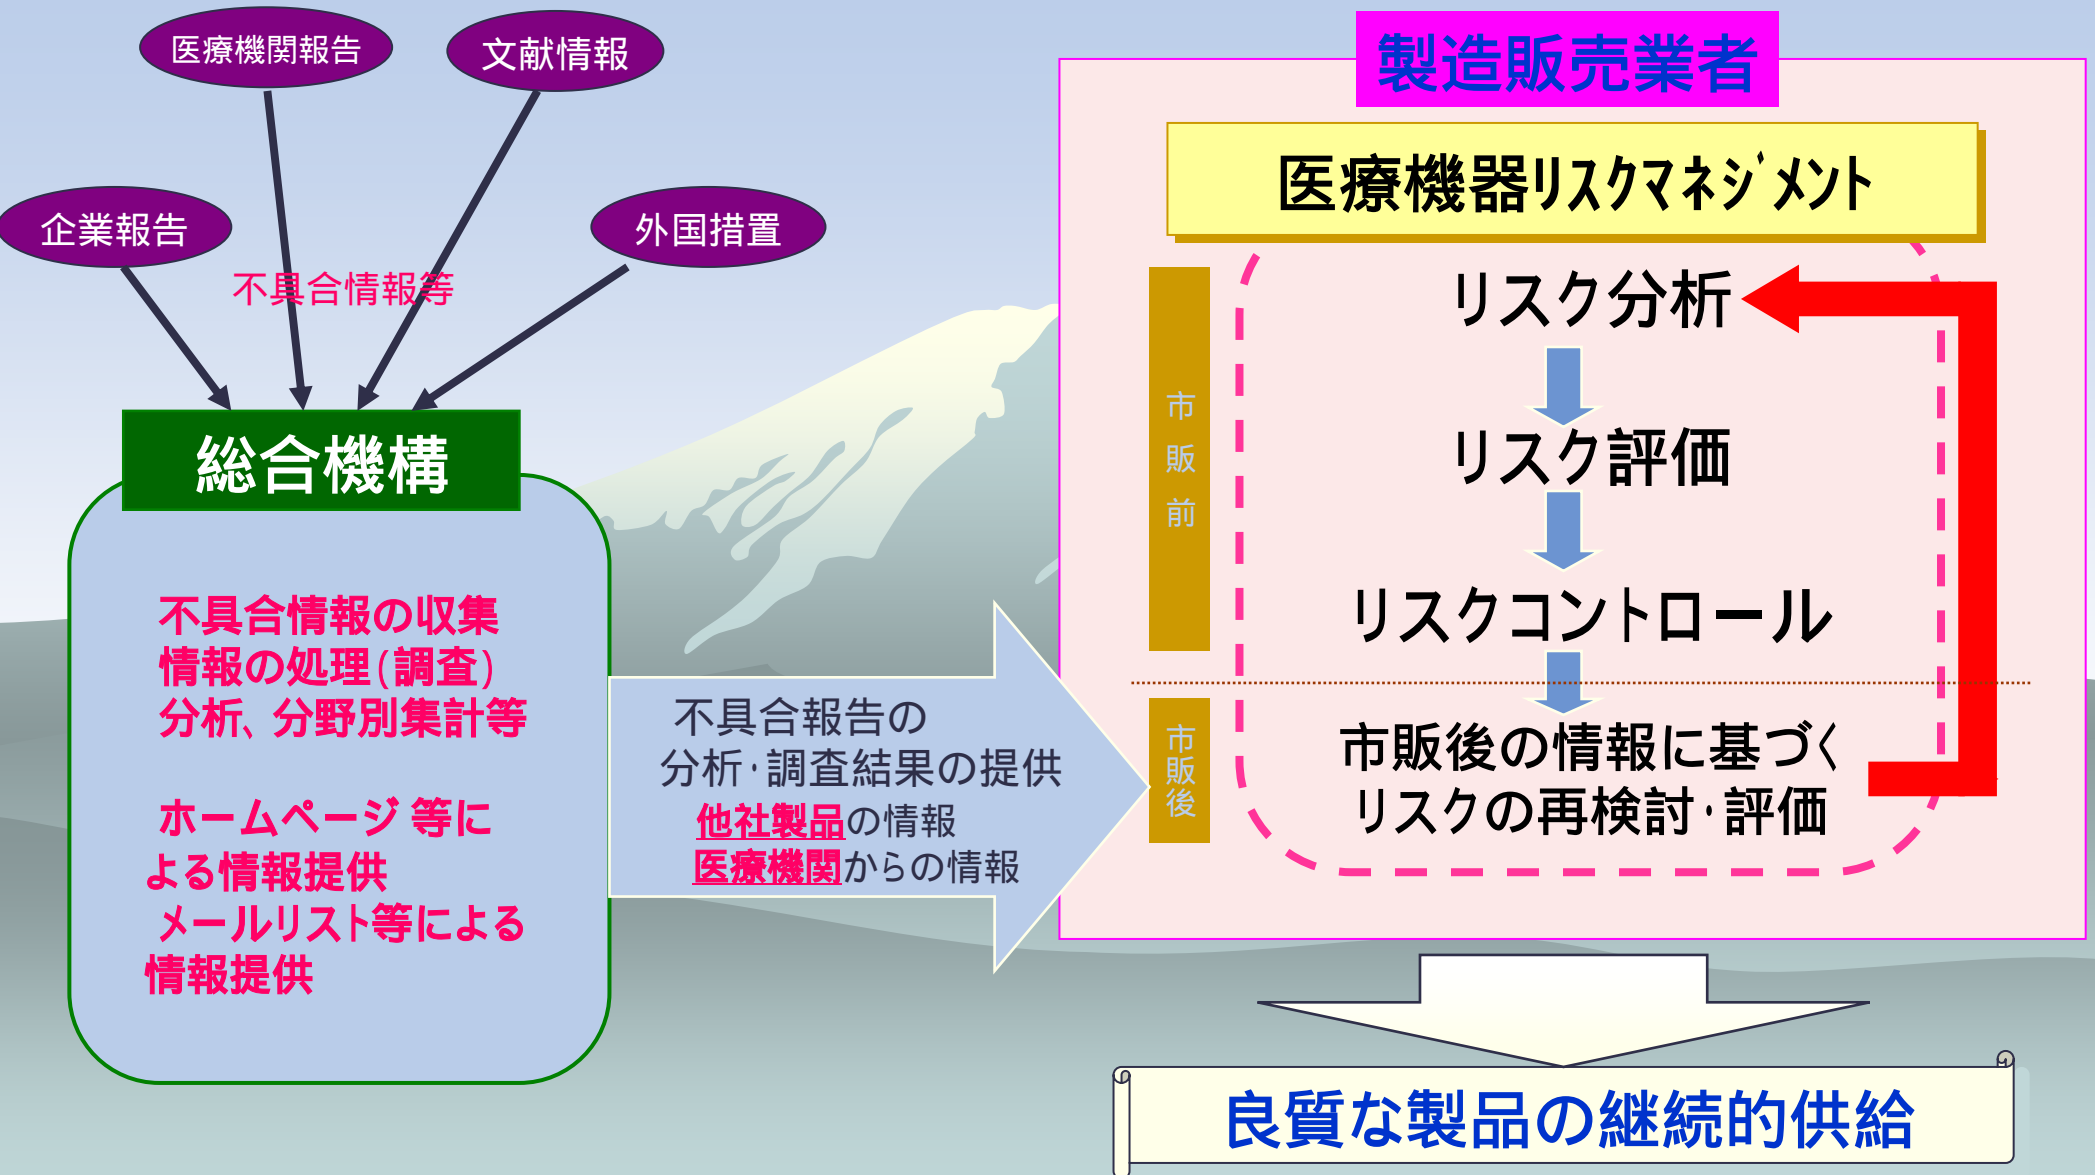 医療機関報告
文献情報
企業報告
外国措置
不具合情報等
総合機構
不具合情報の収集
情報の処理(調査)
分析、分野別集計等
ホームページ 等に
よる情報提供
メールリスト等による
情報提供
不具合報告の
分析・調査結果の提供
他社製品の情報
医療機関からの情報
製造販売業者
医療機器ﾘｽｸﾏﾈｼﾞﾒﾝﾄ
市販前
リスク分析
リスク評価
リスクコントロール
市販後
市販後の情報に基づく
リスクの再検討・評価
良質な製品の継続的供給